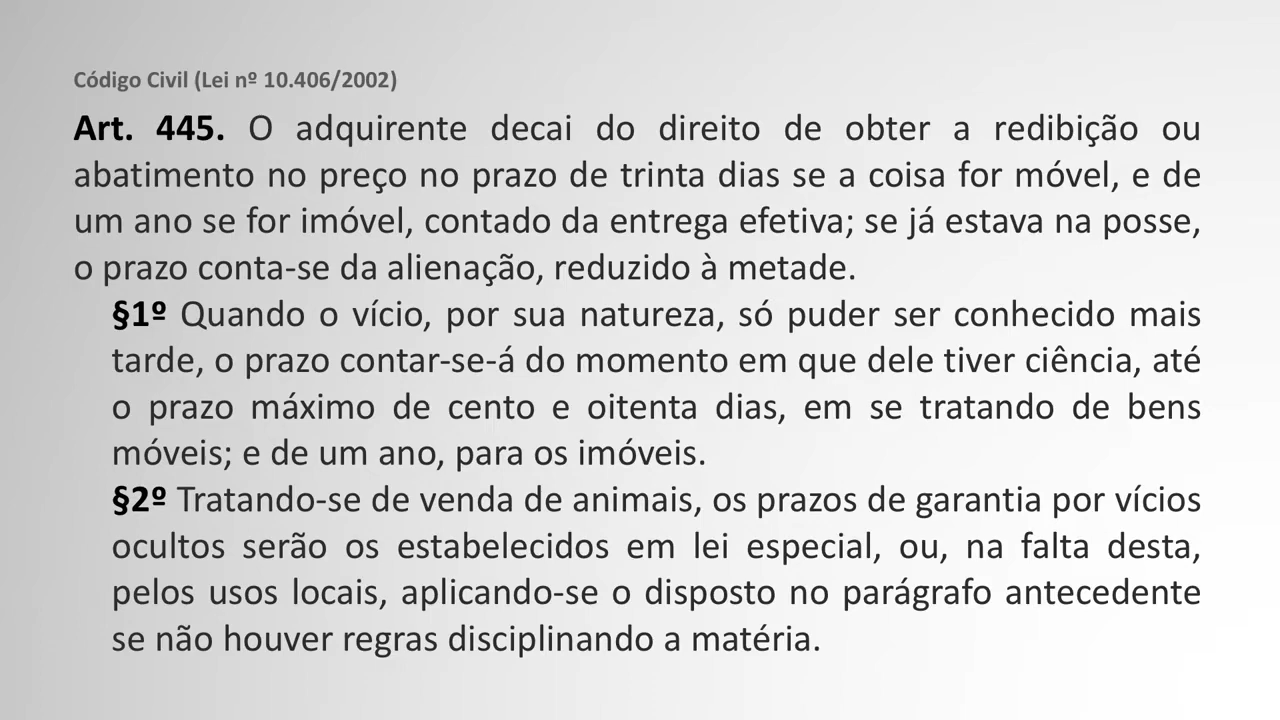 Código Civil (Lei nº 10.406/2002)
Art. 445. O adquirente decai do direito de obter a redibição ou
abatimento no preço no prazo de trinta dias se a coisa for móvel, e de
um ano se for imóvel, contado da entrega efetiva; se já estava na posse,
o prazo conta-se da alienação, reduzido à metade.
§1º Quando o vício, por sua natureza, só puder ser conhecido mais
tarde, o prazo contar-se-á do momento em que dele tiver ciência, até
o prazo máximo de cento e oitenta dias, em se tratando de bens
móveis; e de um ano, para os imóveis.
§2º Tratando-se de venda de animais, os prazos de garantia por vícios
ocultos serão os estabelecidos em lei especial, ou, na falta desta,
pelos usos locais, aplicando-se o disposto no parágrafo antecedente
se não houver regras disciplinando a matéria.